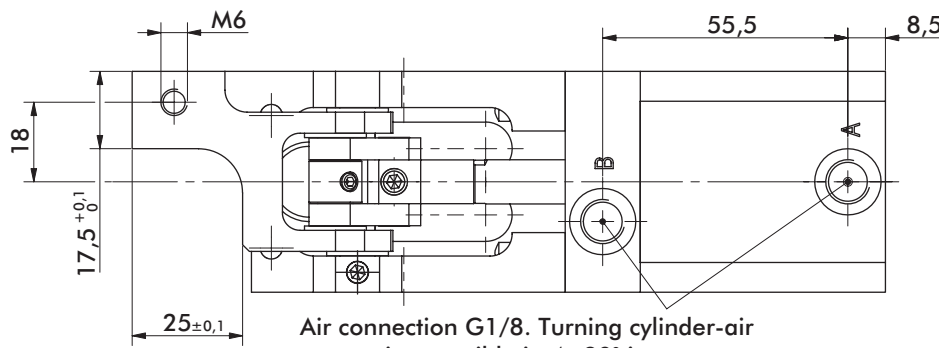 M6
55,5
8,5
18
17,5 +0,1 0
A
B
25±0,1
Air connection G1/8. Turning cylinder-air